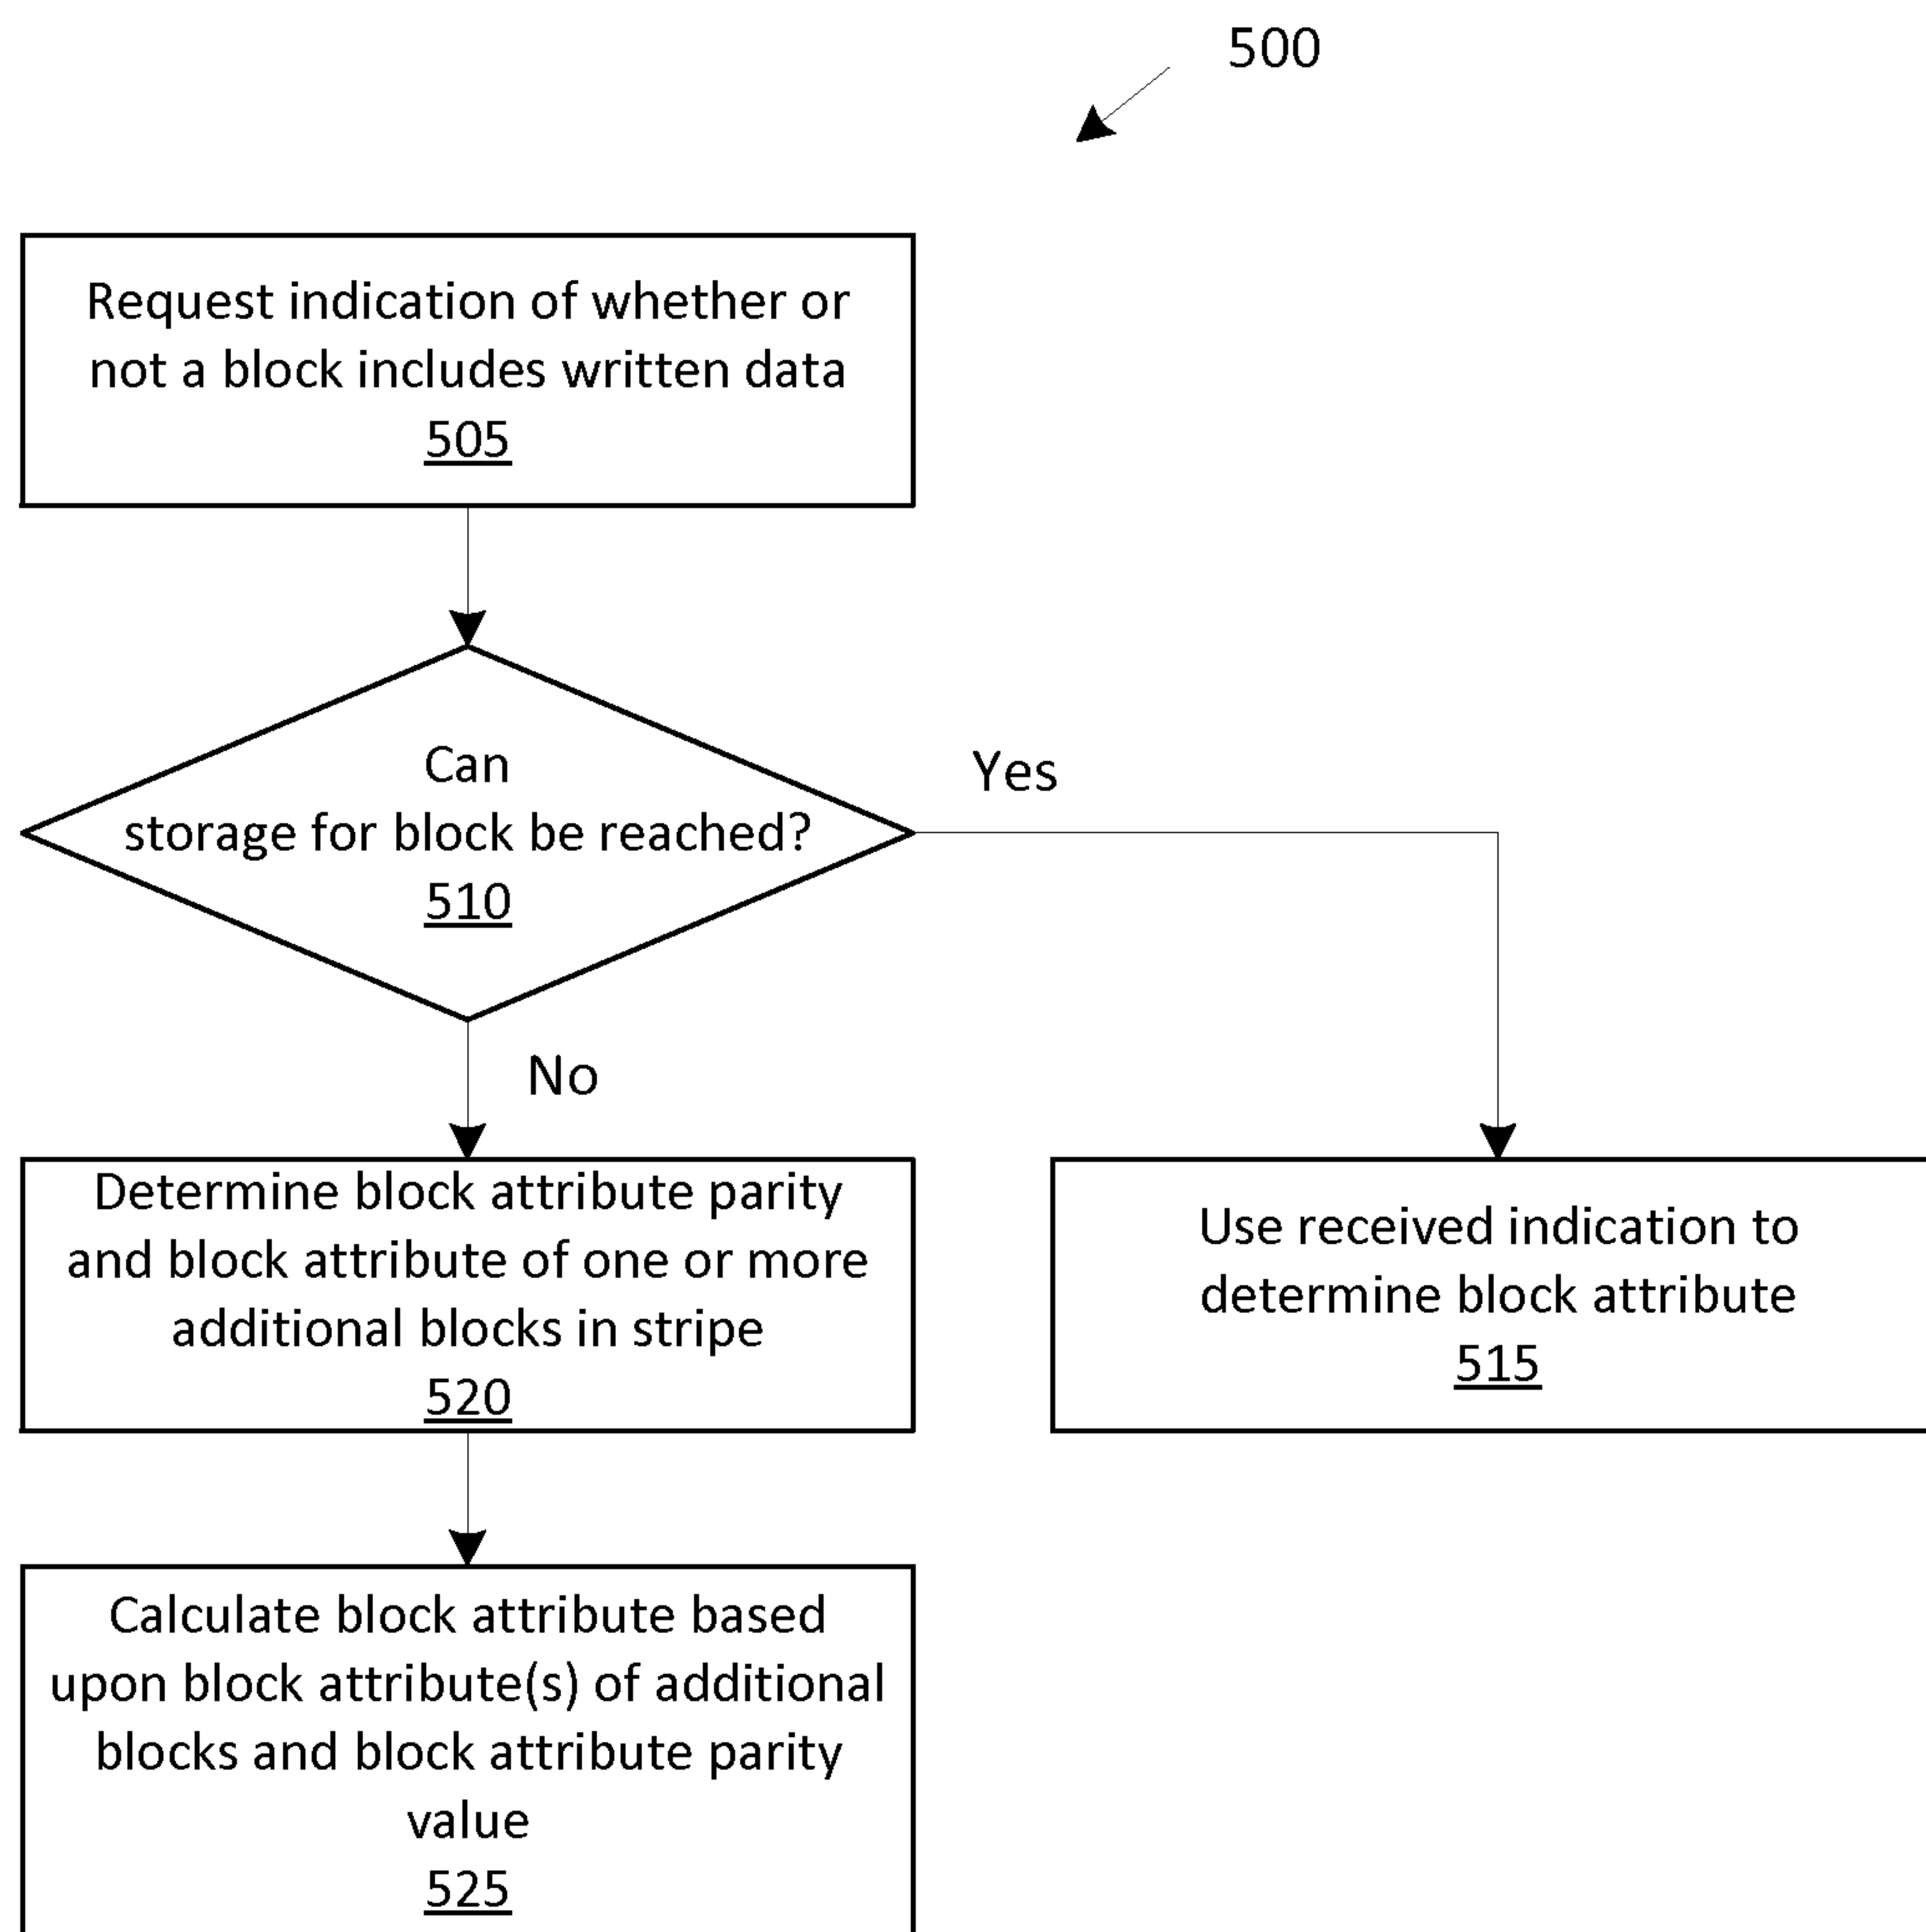 500
Request indication of whether or
not a block includes written data
505
Can
storage for block be reached?
510
Yes
No
Determine block attribute parity
and block attribute of one or more
additional blocks in stripe
520
Use received indication to
determine block attribute
515
Calculate block attribute based
upon block attribute(s) of additional
blocks and block attribute parity
value
525